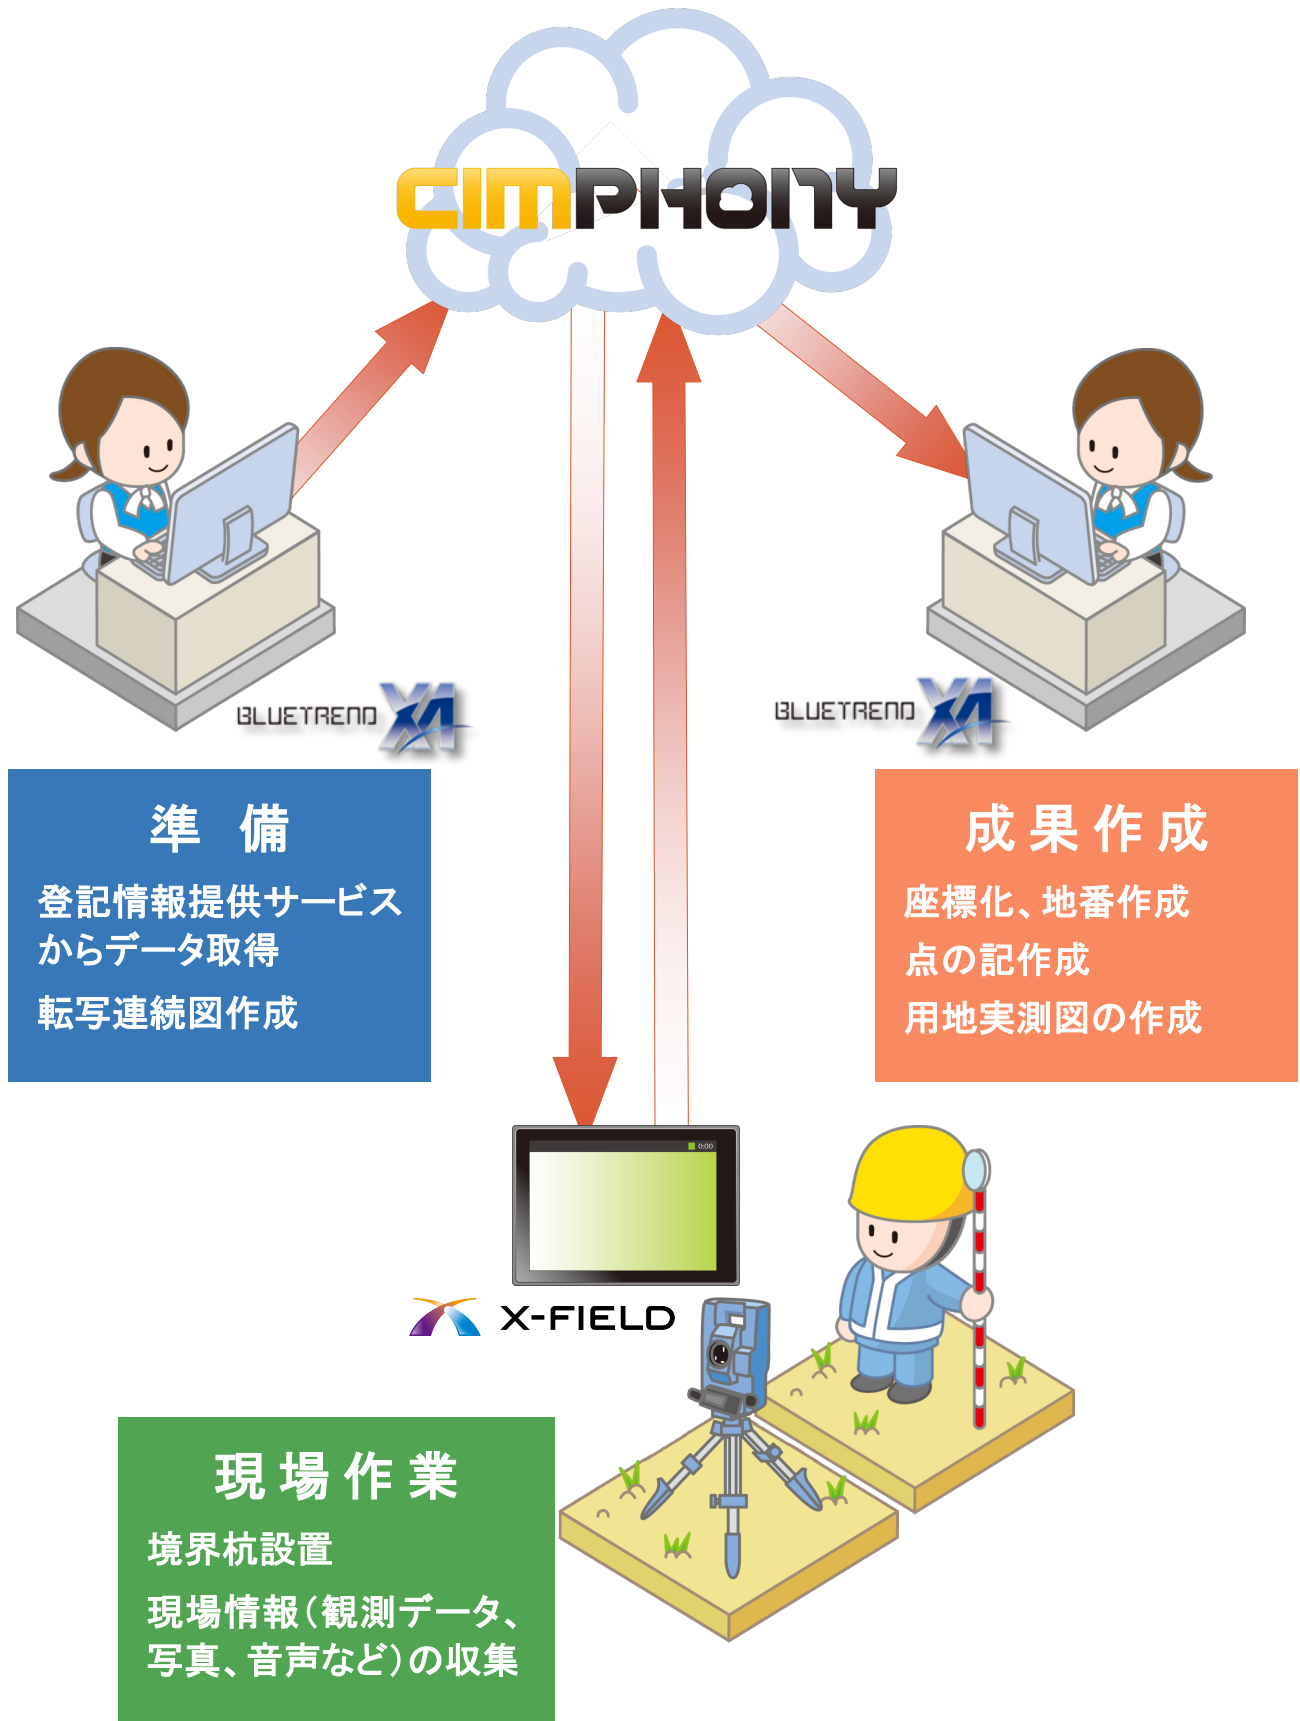 CIMPHONY
BLUETREND XA
BLUETREND XA
準 備
登記情報提供サービス
からデータ取得
転写連続図作成
成果作成
座標化、地番作成
点の記作成
用地実測図の作成
0:00
X-FIELD
現場作業
境界杭設置
現場情報（観測データ、
写真、音声など）の収集